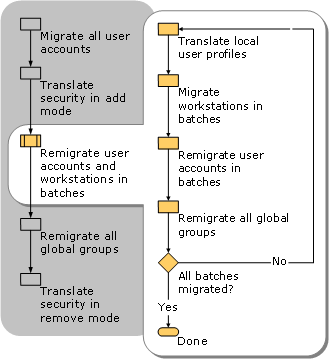 Migrate all user
accounts
Translate
security in add
mode
Remigrate user
accounts and
workstations in
batches
Remigrate all
global groups
Translate
security in
remove mode
Translate local
user profiles
Migrate
workstations in
batches
Remigrate user
accounts in
batches
Remigrate all global
groups
All batches
migrated?
No
Yes
Done